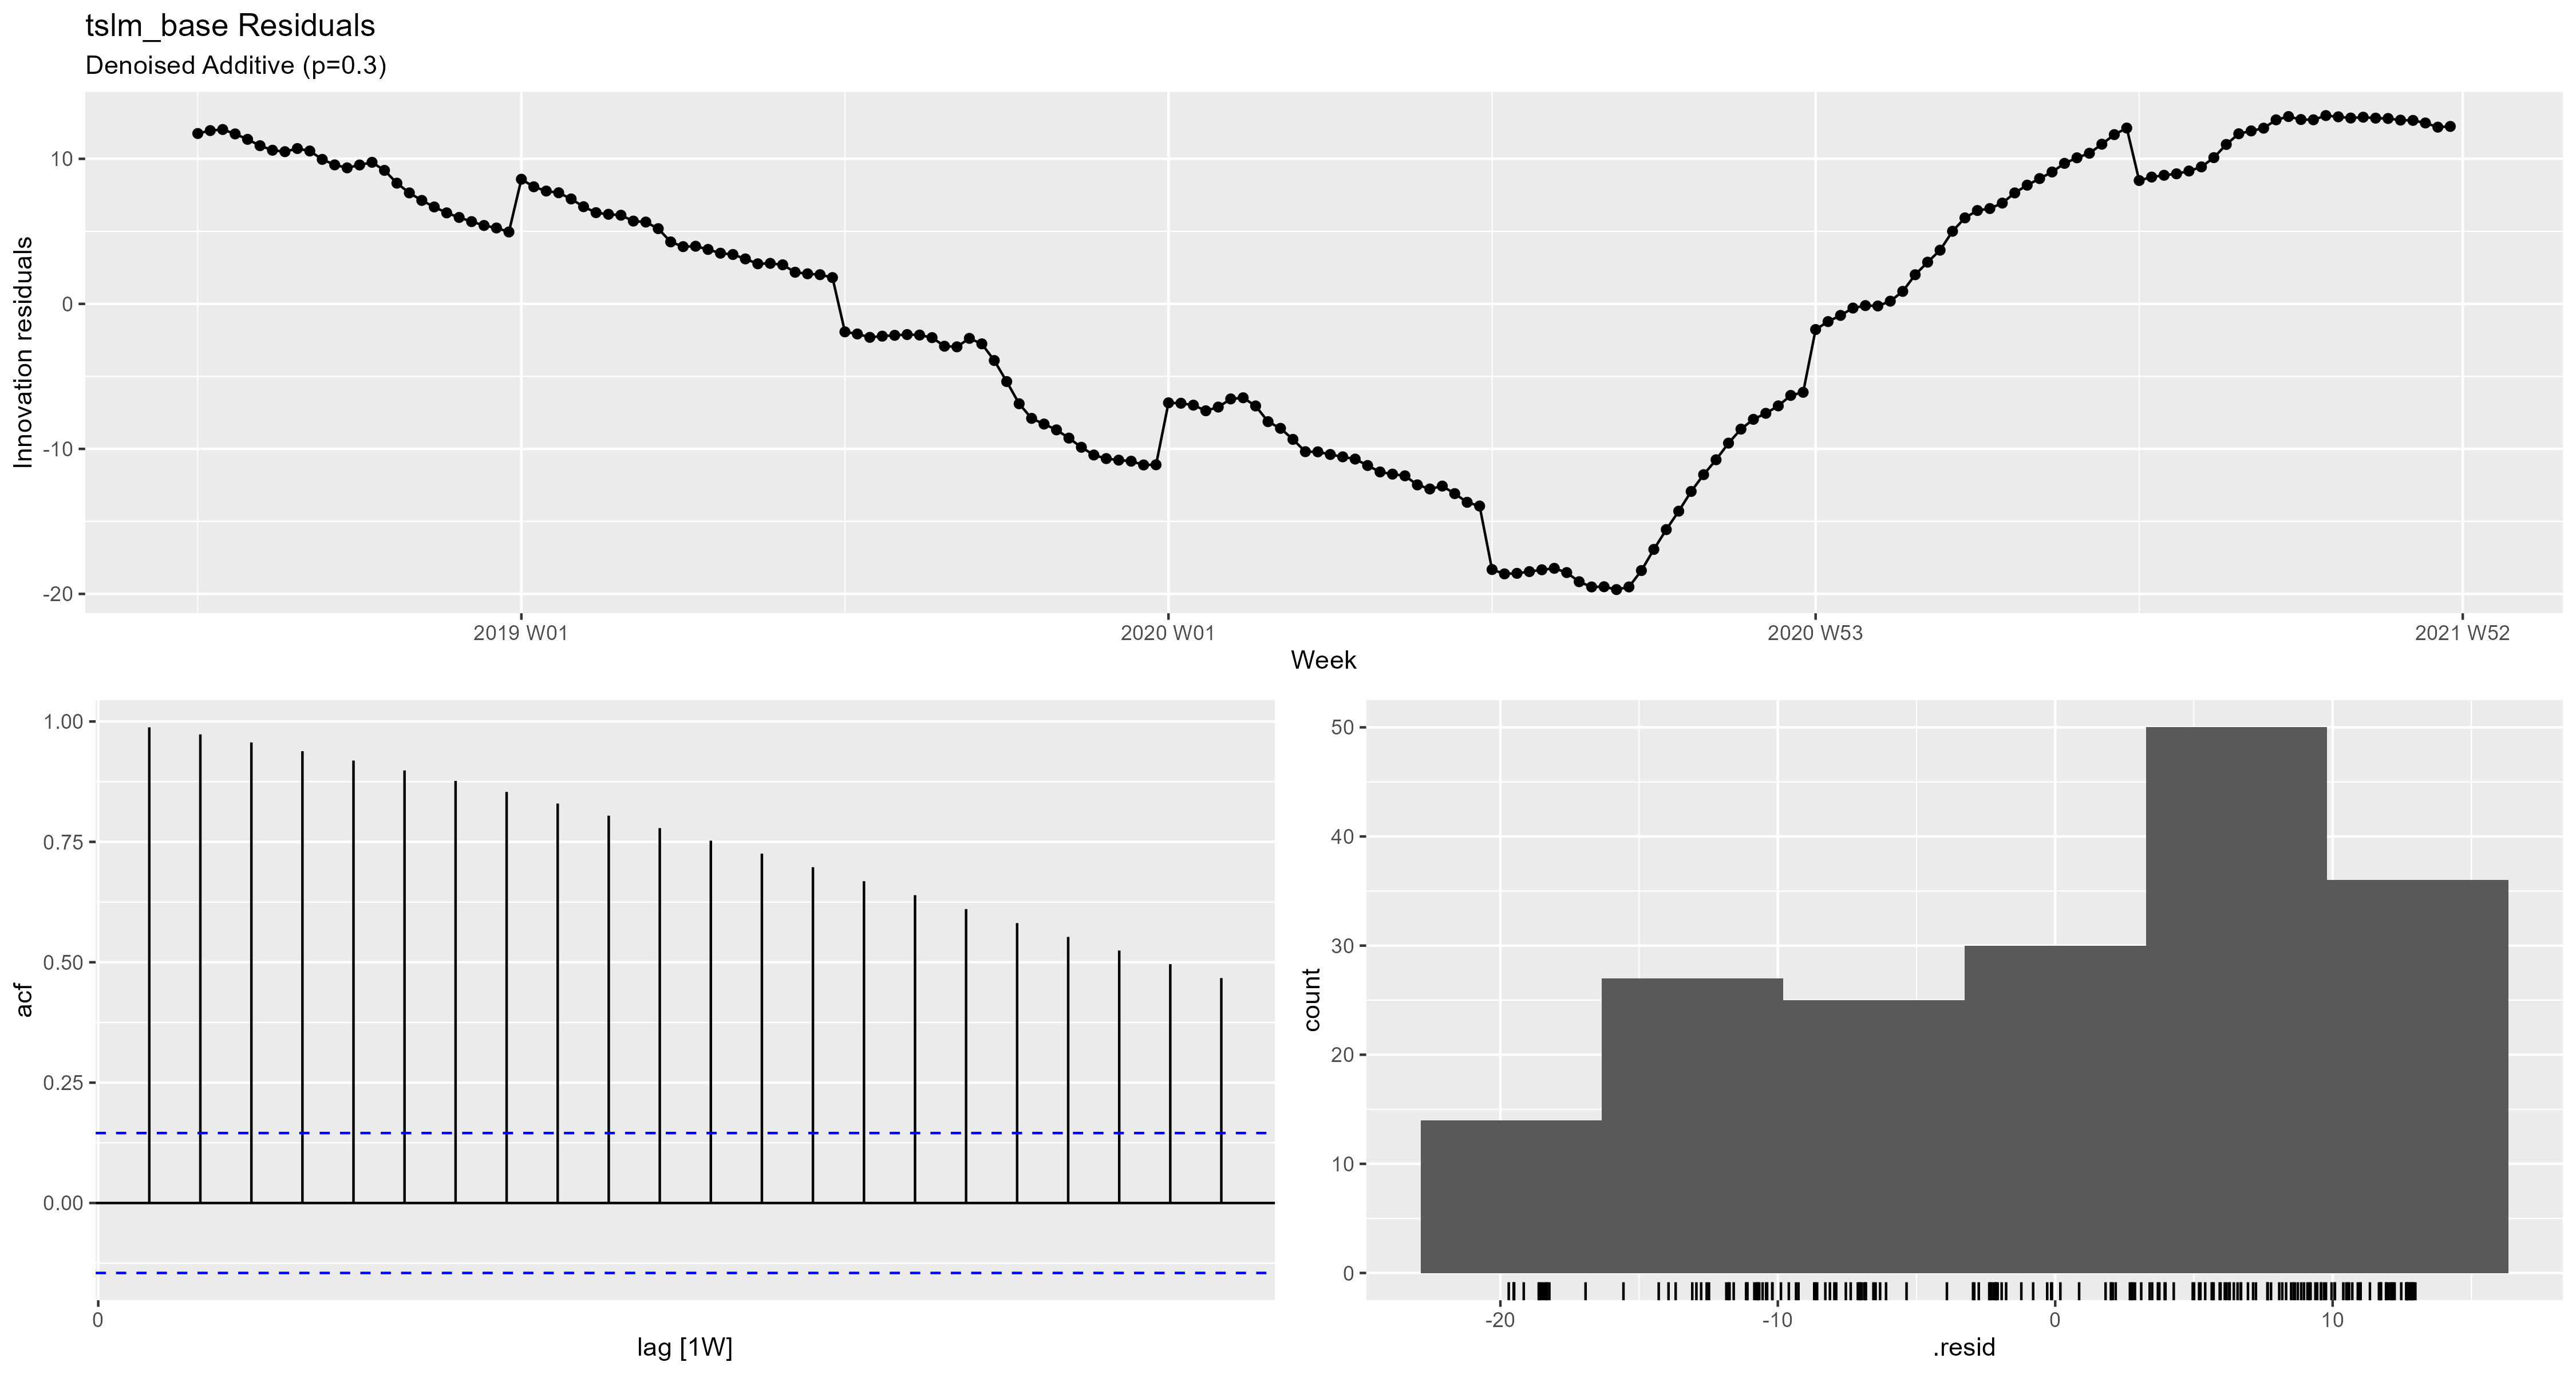 tslm_base Residuals
Denoised Additive (p=0.3)
Innovation residuals
10
0
-10
-20
2019 W01
2020 W01
2020 W53
2021 W52
Week
acf
1.00
0.75
0.50
0.25
0.00
0
lag [1W]
count
50
40
30
20
10
0
-20
-10
0
10
.resid